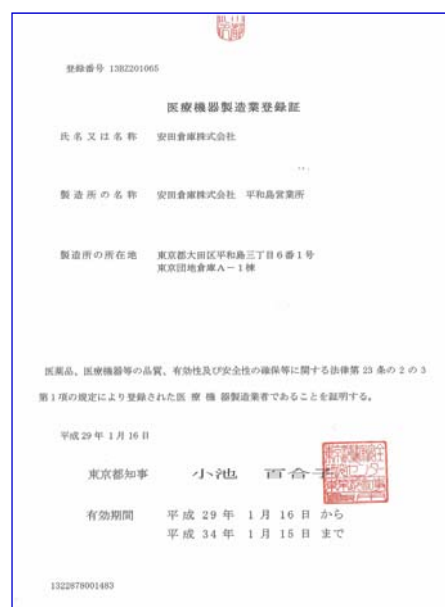 登録番号 13BZ201065
医療機器製造業登録証
氏名又は名称 安田倉庫株式会社
製造所の名称 安田倉庫株式会社 平和島営業所
製造所の所在地 東京都大田区平和島三丁目6番1号
東京団地倉庫A－1棟
医薬品、医療機器等の品質、有効性及び安全性の確保等に関する法律第23条の2の3
第1項の規定により登録された医 療 機 器製造業者であることを証明する。
平成29年1月16日
東京都知事 小池 百合子
有効期間 平成 29 年 1 月 16 日 から
平成 34 年 1 月 15 日 まで
1322878001483